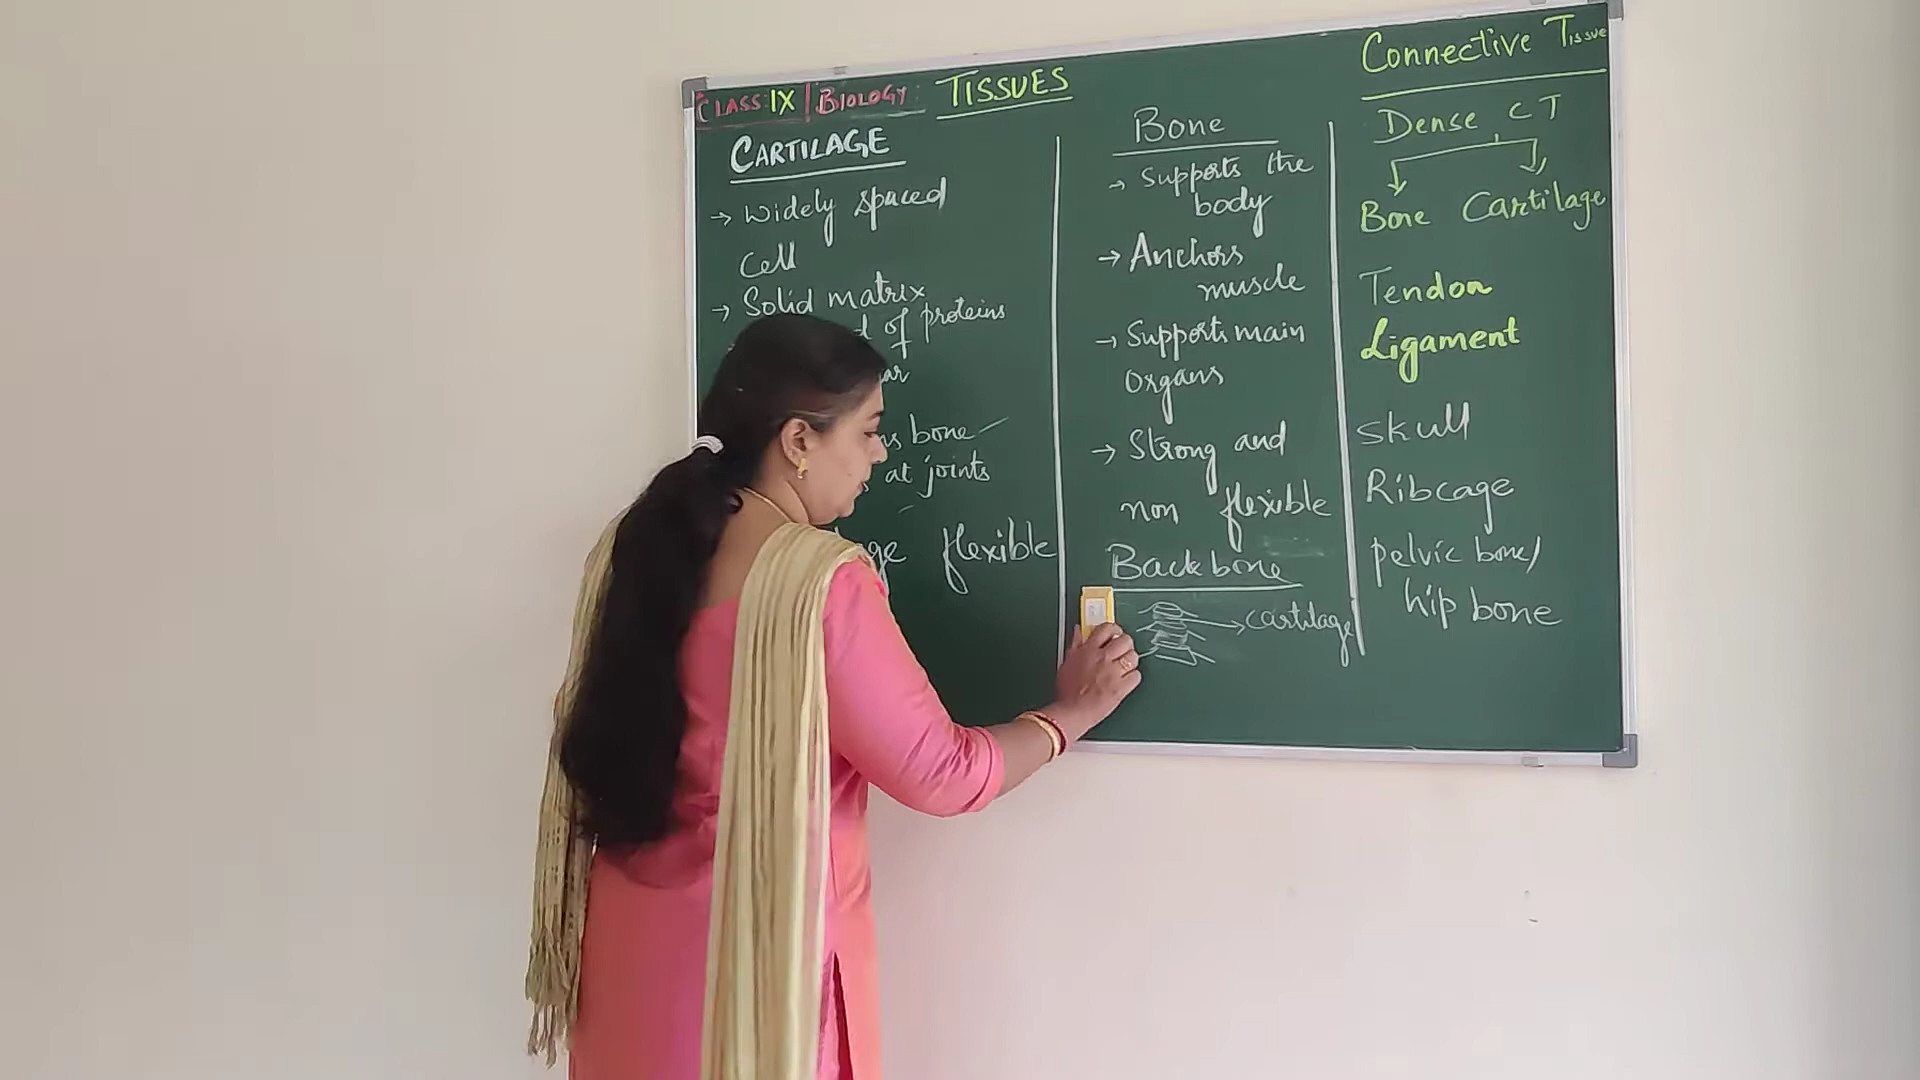 CLASS IX | BIOLOGY TISSUES
CARTILAGE
→ Widely spaced
Cell
→ Solid matrix
of proteins
bone
at joints
flexible
Bone
→ Supports the
body
→ Anchors
muscle
→ Supports main
organs
→ Strong and
non flexible
Backbone
cartilage
Connective Tissue
Dense CT
Bone Cartilage
Tendon
Ligament
Skull
Ribcage
pelvic bone/
hip bone